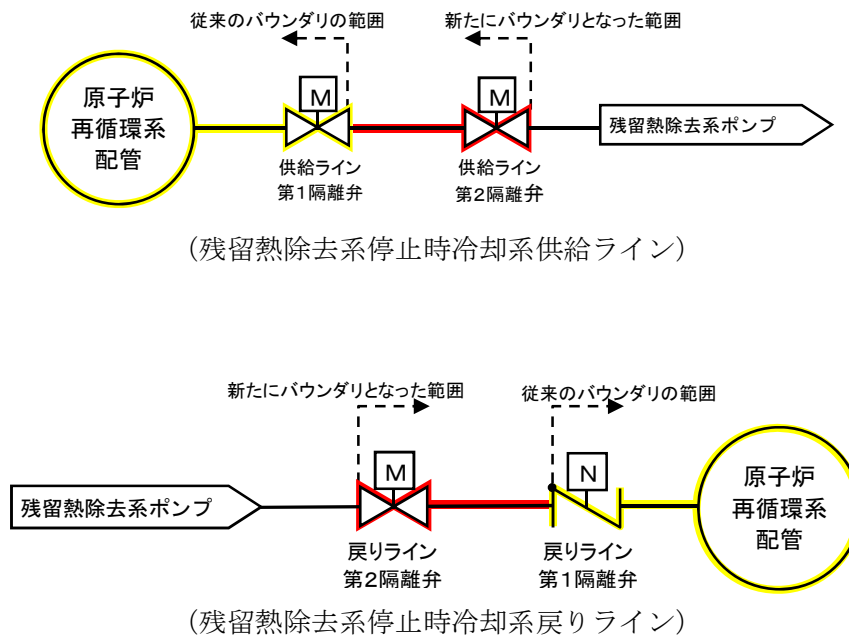 従来のバウンダリの範囲
新たにバウンダリとなった範囲
原子炉
再循環系
配管
M
M
残留熱除去系ポンプ
供給ライン
第1隔離弁
供給ライン
第2隔離弁
(残留熱除去系停止時冷却系供給ライン)
新たにバウンダリとなった範囲
従来のバウンダリの範囲
残留熱除去系ポンプ
M
N
原子炉
再循環系
配管
戻りライン
第2隔離弁
戻りライン
第1隔離弁
(残留熱除去系停止時冷却系戻りライン)